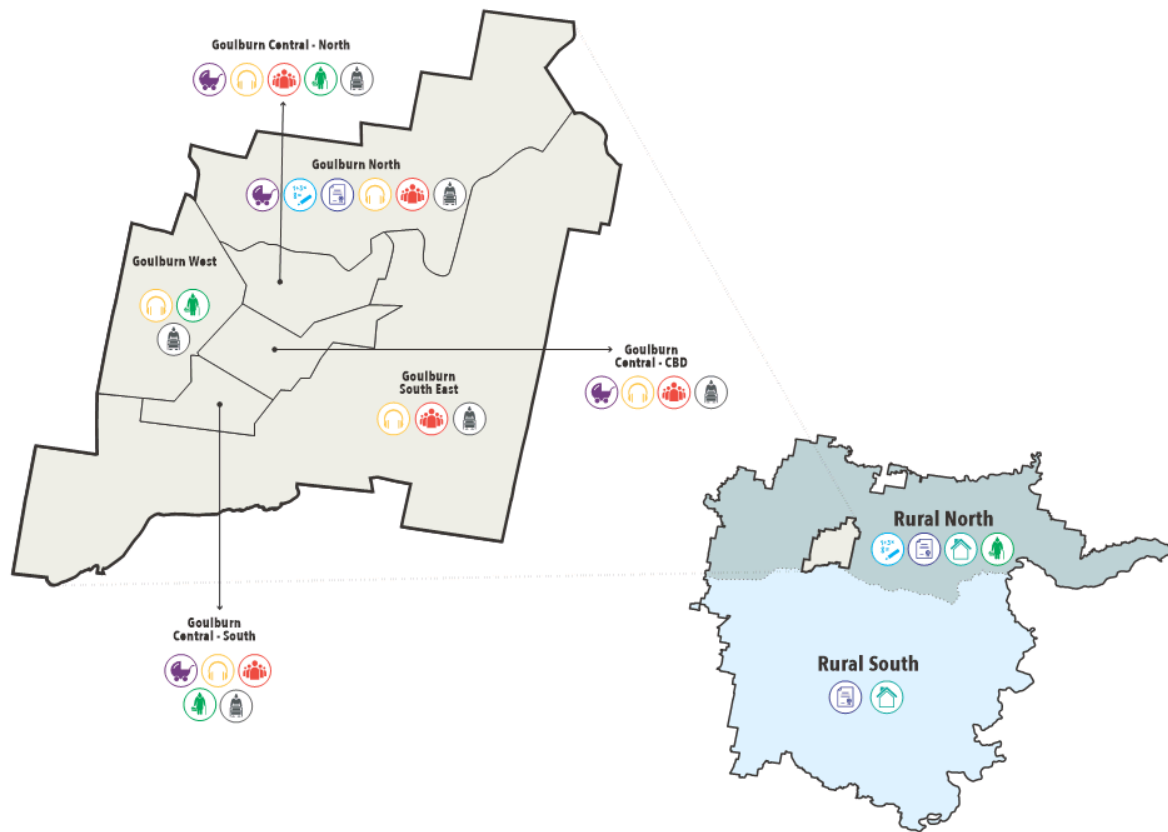 Goulburn Central - North
Goulburn North
Goulburn West
Goulburn
Central - CBD
Goulburn
South East
Rural North
Goulburn
Central - South
Rural South